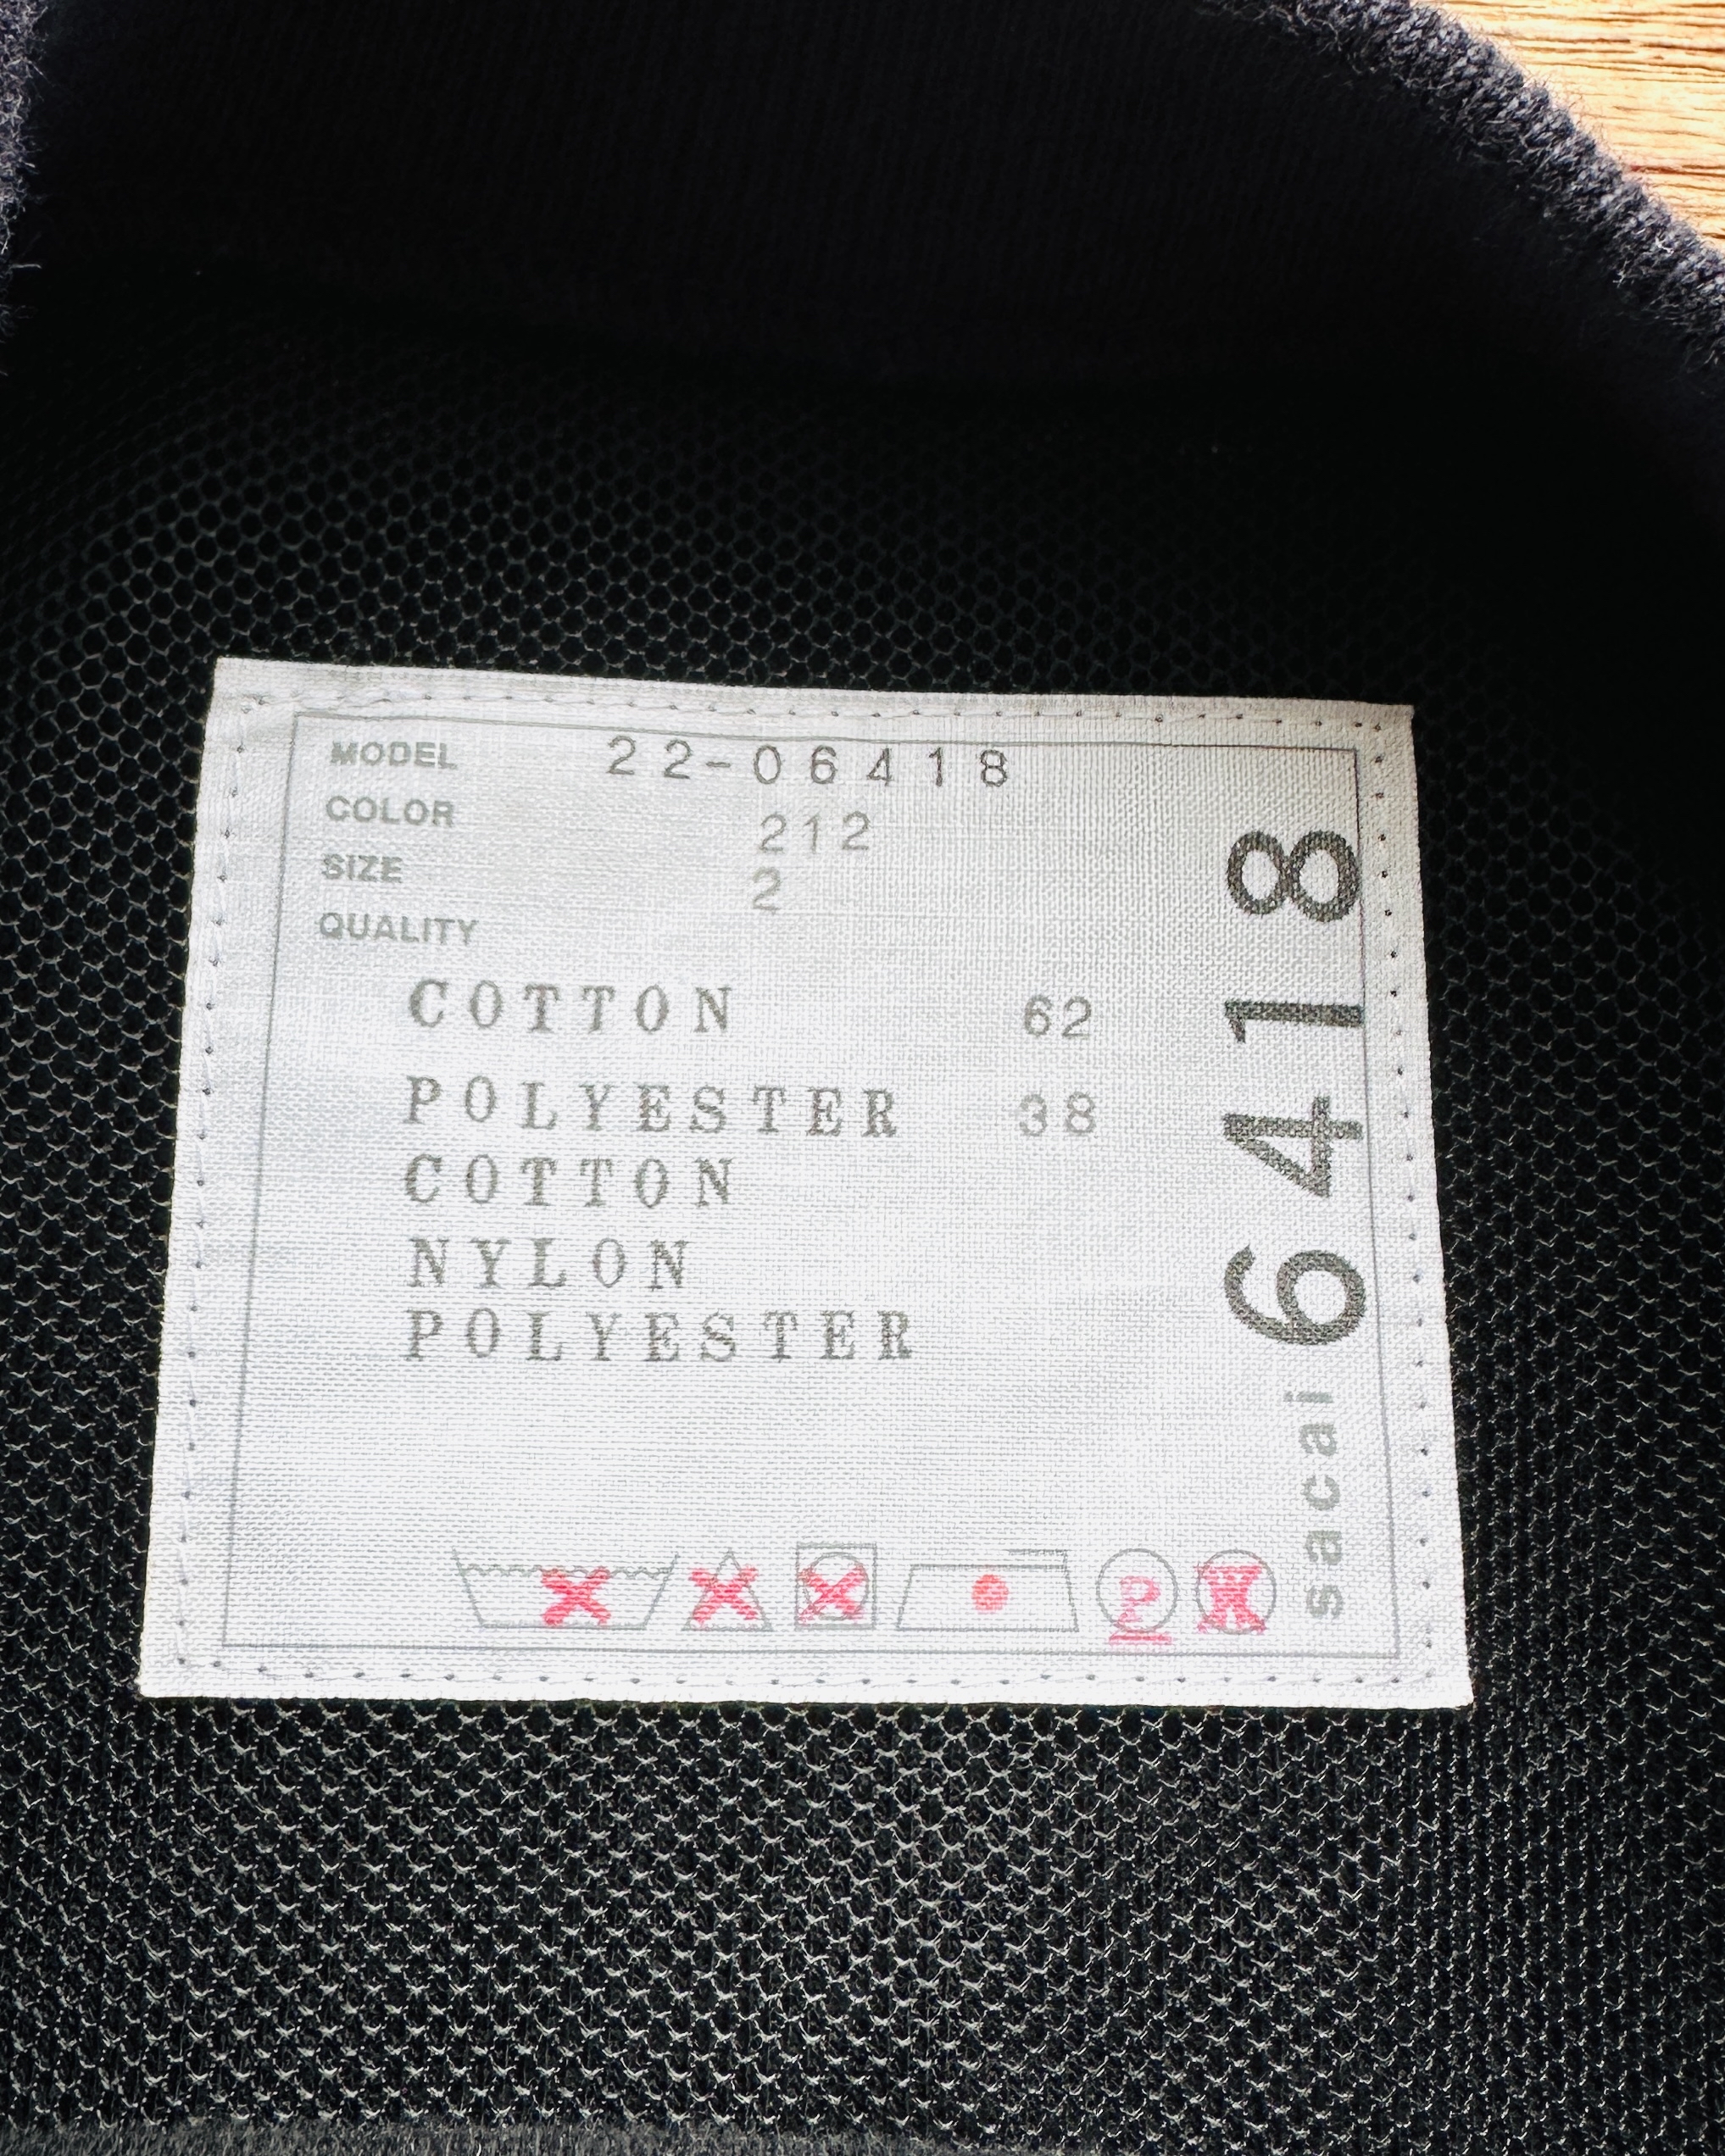 MODEL 22-06418
COLOR 212
SIZE 2
QUALITY
COTTON 62
POLYESTER 38
COTTON
NYLON
POLYESTER
P
W
sacai 6418